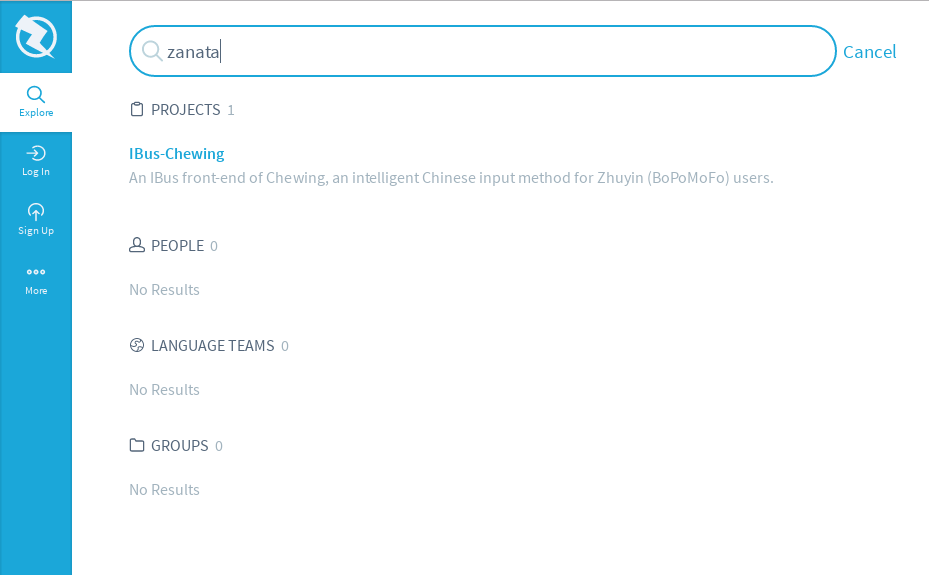 zanata
Cancel
Explore
Log In
Sign Up
More
PROJECTS 1
IBus-Chewing
An IBus front-end of Chewing, an intelligent Chinese input method for Zhuyin (BoPoMoFo) users.
PEOPLE 0
No Results
LANGUAGE TEAMS 0
No Results
GROUPS 0
No Results